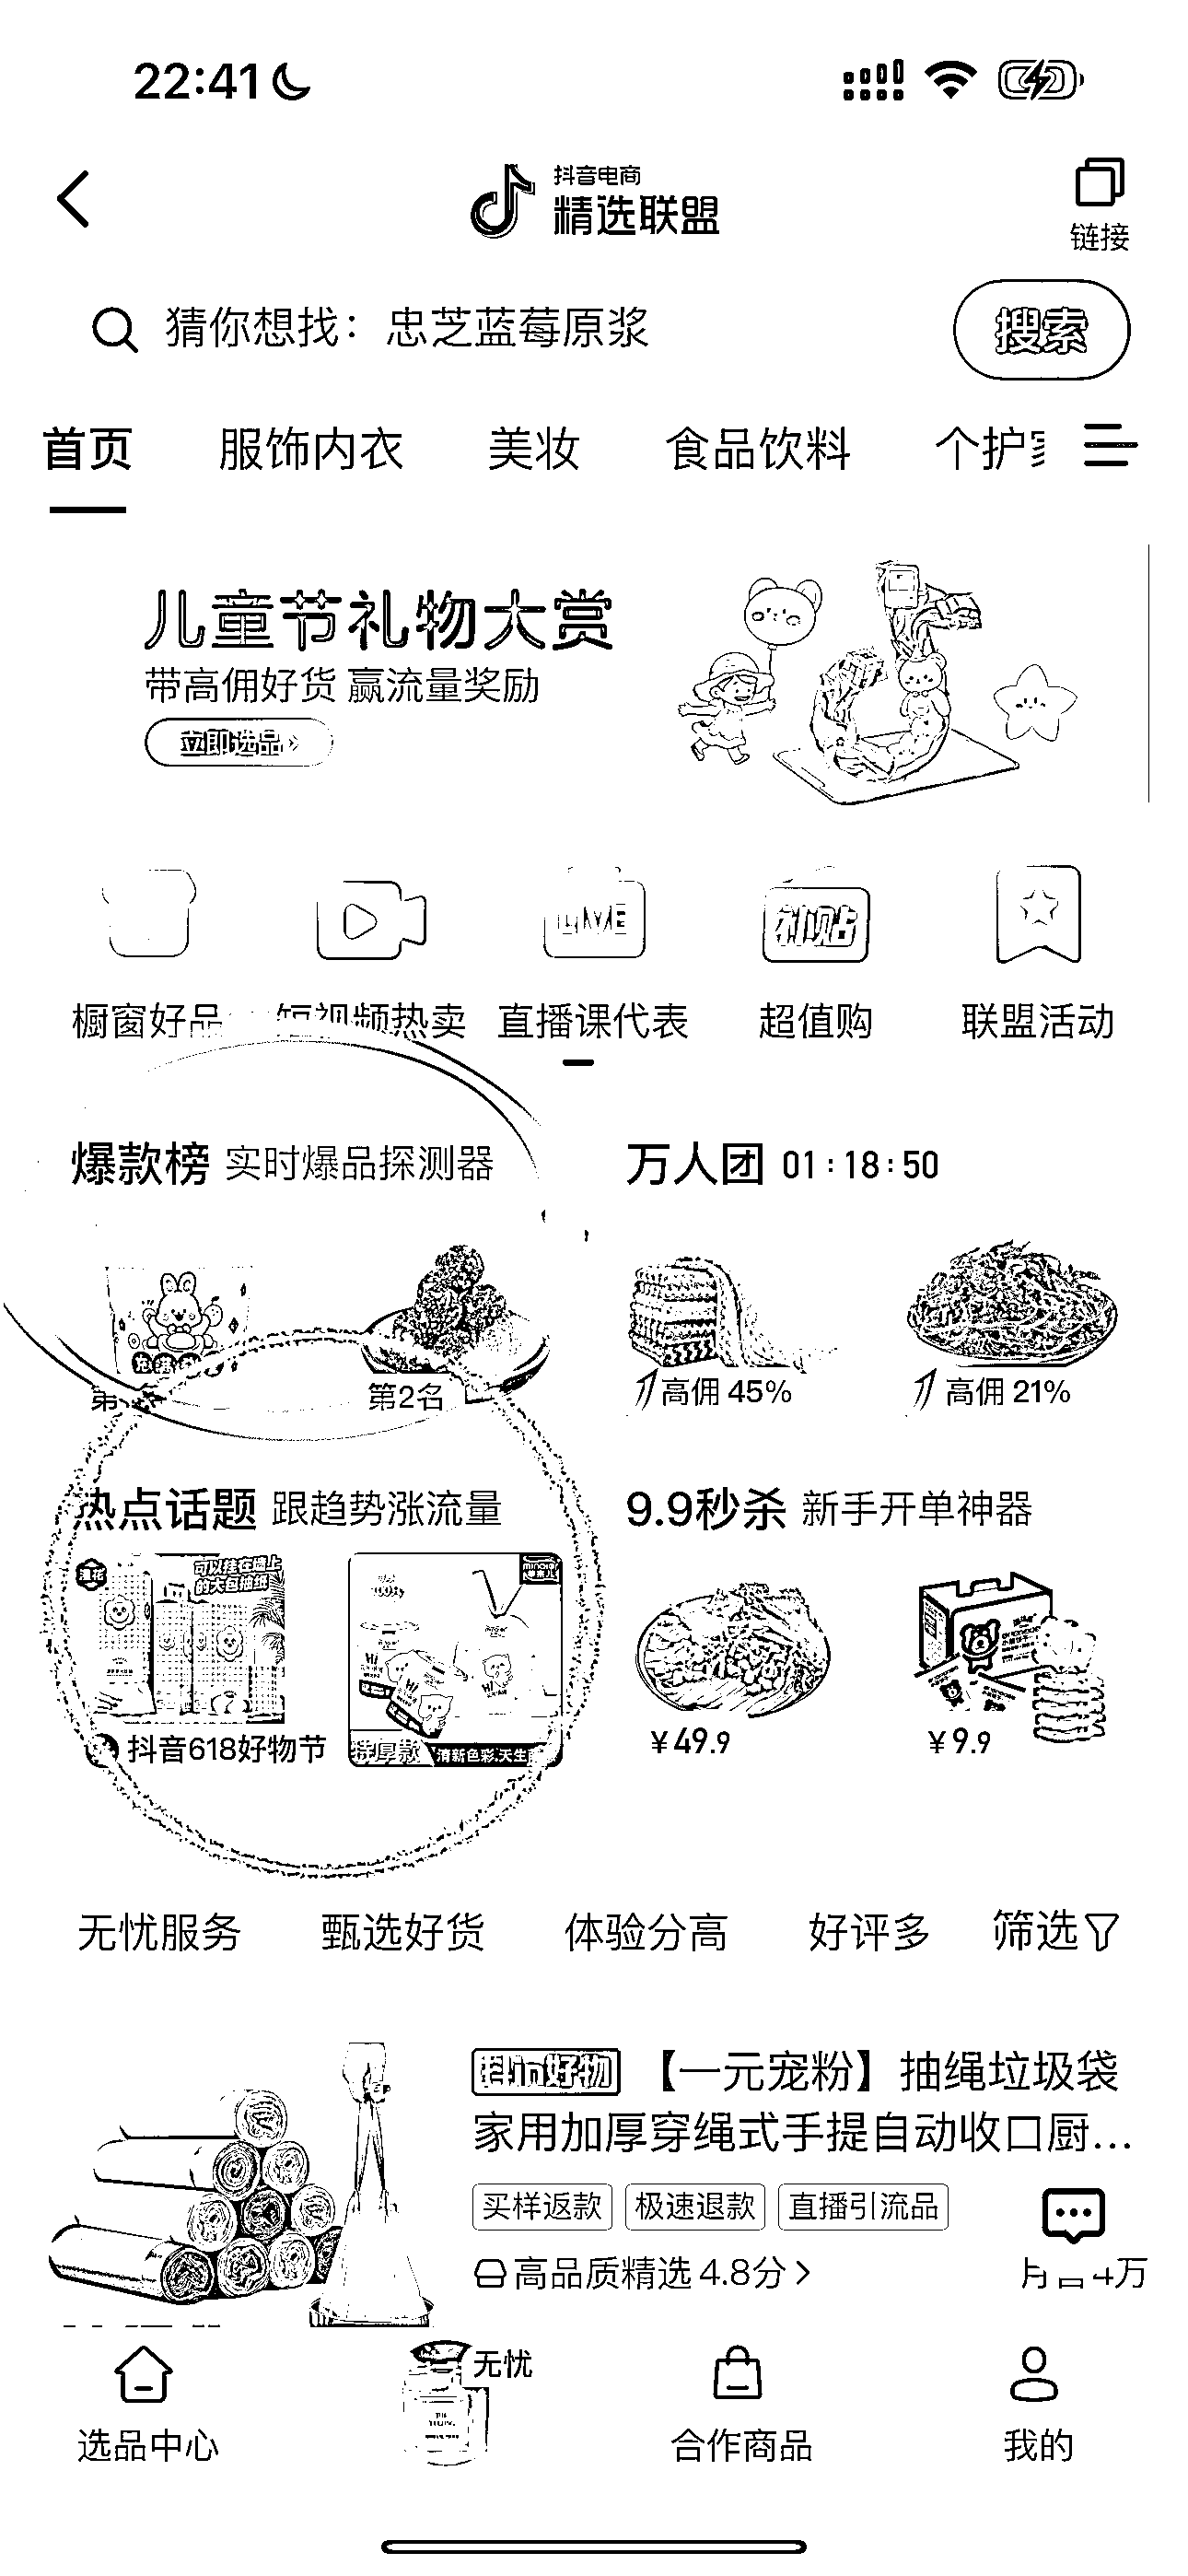 22:41
抖音电商
精选联盟
链接
猜你想找：忠芝蓝莓原浆
搜索
首页 服饰内衣 美妆 食品饮料 个护
儿童节礼物大赏
带高佣好货 赢流量奖励
立即选品
LIVE 补贴
橱窗好品 短视频热卖 直播课代表 超值购 联盟活动
爆款榜 实时爆品探测器
万人团 01:18:50
第2名
高佣 45% 高佣 21%
热点话题 跟趋势涨流量
9.9秒杀 新手开单神器
可以挂在墙上
的大包抽纸
抖音618好物节
特厚款 清新色彩.天生
¥49.9 ¥9.9
无忧服务 甄选好货 体验分高 好评多 筛选
抖in好物 【一元宠粉】抽绳垃圾袋
家用加厚穿绳式手提自动收口厨...
买样返款 极速退款 直播引流品
高品质精选 4.8分
无忧
选品中心 合作商品 我的